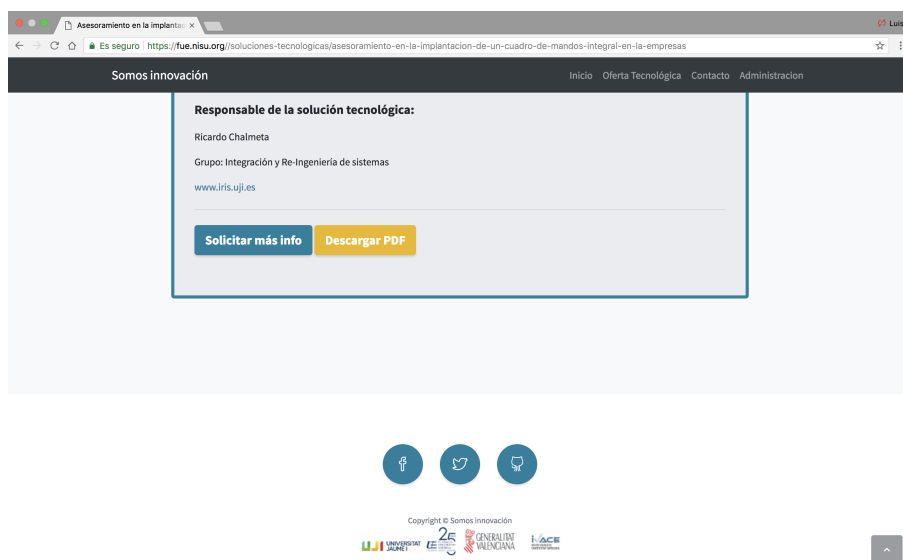 Asesoramiento en la implantac
Luis
Es seguro https://fue.nisu.org//soluciones-tecnologicas/asesoramiento-en-la-implantacion-de-un-cuadro-de-mandos-integral-en-la-empresas
Somos innovación Inicio Oferta Tecnológica Contacto Administracion
Responsable de la solución tecnológica:
Ricardo Chalmeta
Grupo: Integración y Re-Ingeniería de sistemas
www.iris.uji.es
Solicitar más info Descargar PDF
Copyright © Somos innovación
UJI UNIVERSITAT JAUME I
25
GENERALITAT VALENCIANA
IVACE